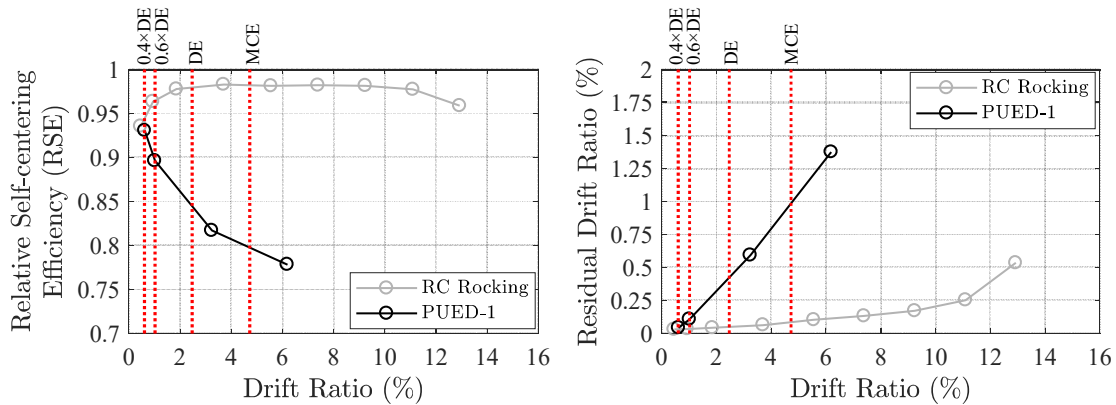 0.4×DE
0.6×DE
DE
MCE
Relative Self-centering
Efficiency (RSE)
1
0.95
0.9
0.85
0.8
0.75
0.7
RC Rocking
PUED-1
0 2 4 6 8 10 12 14 16
Drift Ratio (%)
0.4×DE
0.6×DE
DE
MCE
Residual Drift Ratio (%)
2
1.75
1.5
1.25
1
0.75
0.5
0.25
0
RC Rocking
PUED-1
0 2 4 6 8 10 12 14 16
Drift Ratio (%)